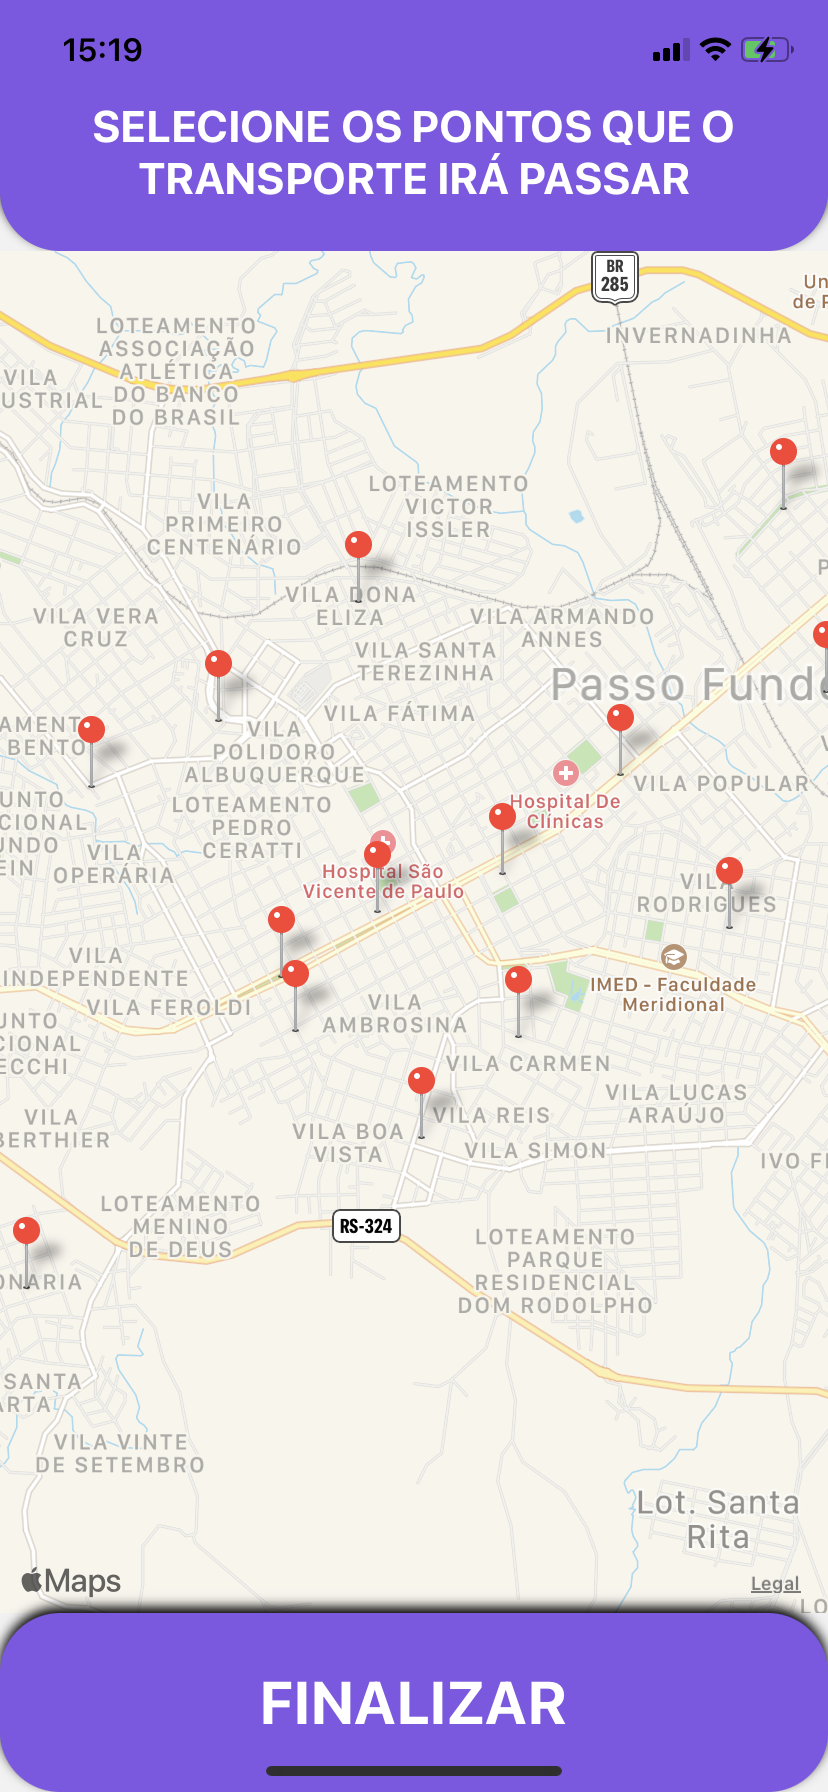 15:19
SELECIONE OS PONTOS QUE O
TRANSPORTE IRÁ PASSAR
BR
285
Un
de P
INVERNADINHA
LOTEAMENTO
ASSOCIAÇÃO
ATLÉTICA
DO BANCO
DO BRASIL
VILA
USTRIAL
LOTEAMENTO
VICTOR
ISSLER
VILA
PRIMEIRO
CENTENÁRIO
P
VILA DONA
ELIZA
VILA VERA
CRUZ
VILA ARMANDO
ANNES
VILA SANTA
TEREZINHA
Passo Fundo
VILA FÁTIMA
AMENT
BENTO
VILA
POLIDORO
ALBUQUERQUE
V
VILA POPULAR
Hospital De
Clínicas
UNTO
CIONAL
UNDO
EIN
LOTEAMENTO
PEDRO
CERATTI
VILA
OPERÁRIA
Hospital São
Vicente de Paulo
VILA
RODRIGUES
VILA
INDEPENDENTE
IMED - Faculdade
Meridional
VILA FEROLDI
VILA
AMBROSINA
UNTO
CIONAL
ECCHI
VILA CARMEN
VILA LUCAS
ARAÚJO
VILA
BERTHIER
VILA REIS
VILA BOA
VISTA
VILA SIMON
IVO F
LOTEAMENTO
MENINO
DE DEUS
RS-324
LOTEAMENTO
PARQUE
RESIDENCIAL
DOM RODOLPHO
ONARIA
SANTA
ARTA
VILA VINTE
DE SETEMBRO
Lot. Santa
Rita
Maps
Legal
LO
FINALIZAR